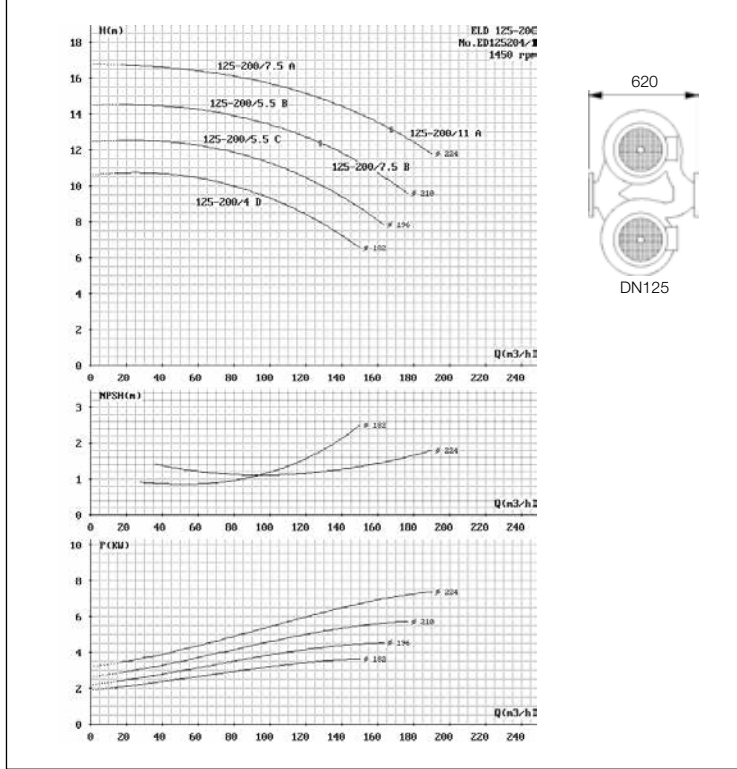 H(m)
ELD 125-20
No.ED125204/
1450 rpm
18
16
14
12
10
8
6
4
2
0
125-200/7.5 A
125-200/5.5 B
125-200/11 A
125-200/5.5 C
ø 224
125-200/7.5 B
ø 210
125-200/4 D
ø 196
ø 182
Q(m3/h
0 20 40 60 80 100 120 140 160 180 200 220 240
NPSH(m)
3
2
1
0
ø 182
ø 224
Q(m3/h
0 20 40 60 80 100 120 140 160 180 200 220 240
P(KW)
10
8
6
4
2
0
ø 224
ø 210
ø 196
ø 182
Q(m3/h
0 20 40 60 80 100 120 140 160 180 200 220 240
620
DN125